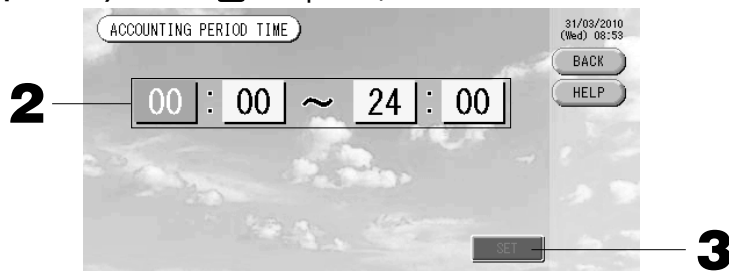 ACCOUNTING PERIOD TIME
31/03/2010
(Wed) 08:53
BACK
HELP
2
00 : 00 ~ 24 : 00
SET
3